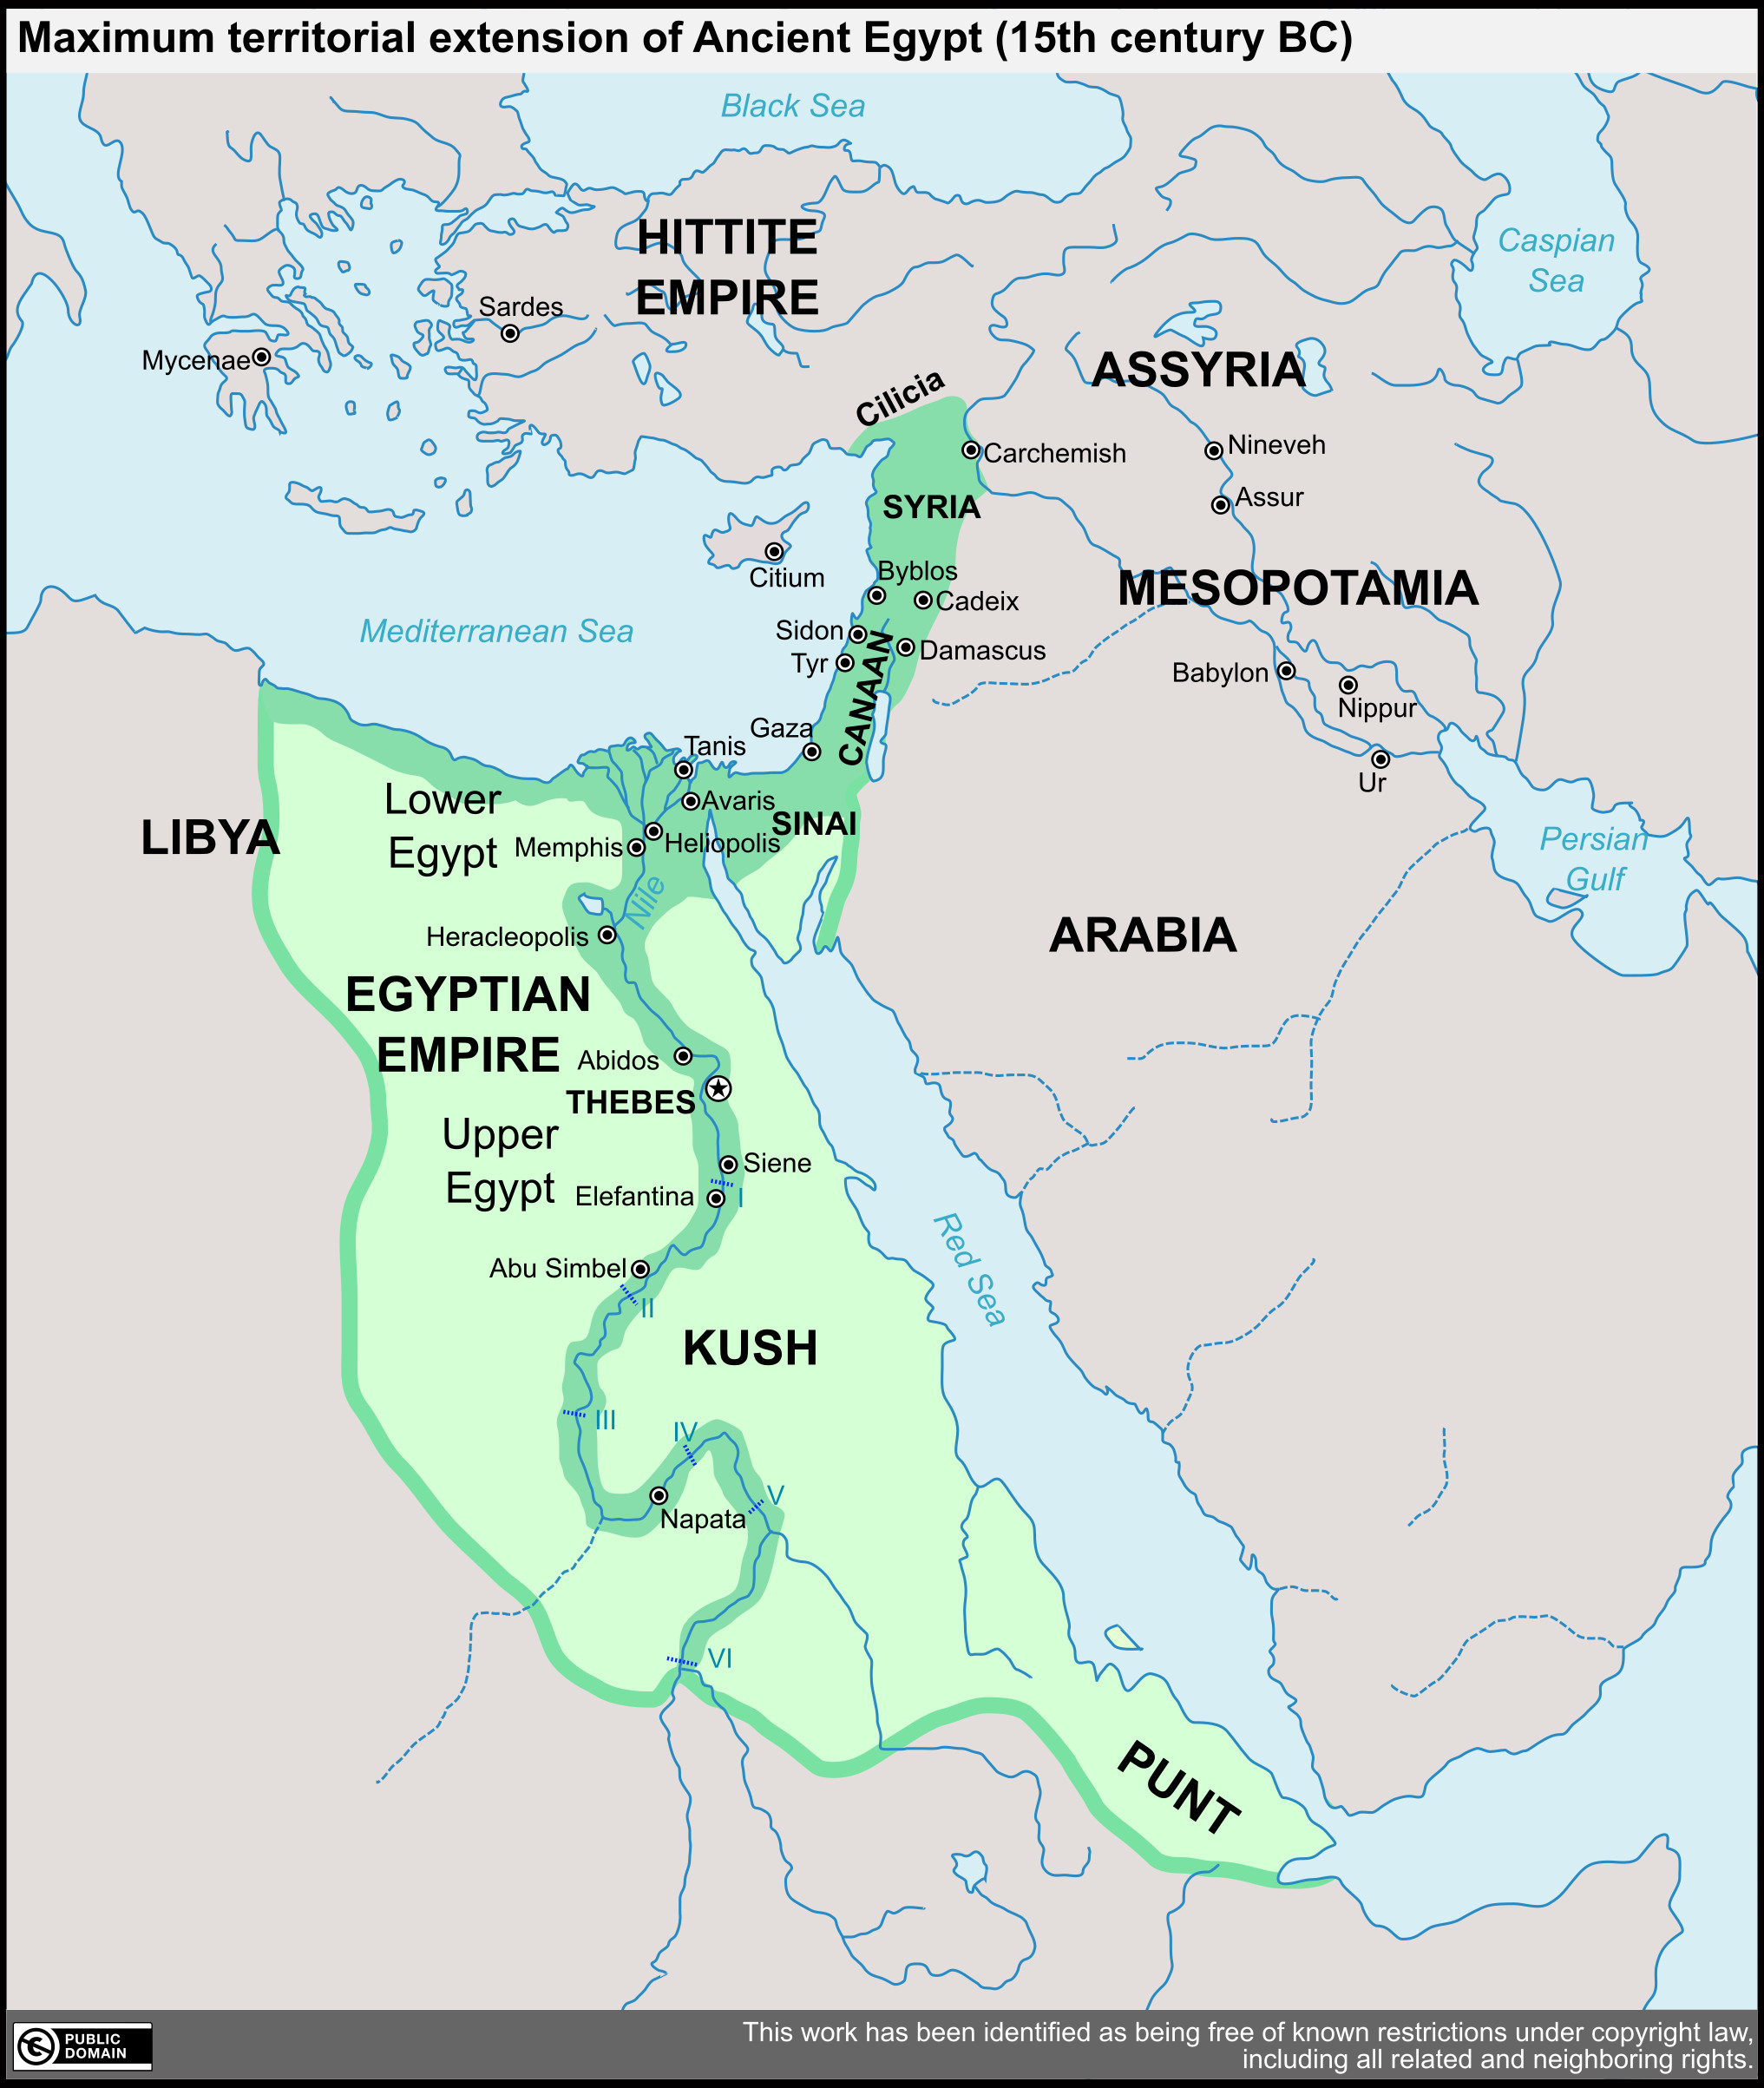 Maximum territorial extension of Ancient Egypt (15th century BC)
Black Sea
HITTITE
EMPIRE
Caspian
Sea
Sardes
Mycenae
ASSYRIA
Cilicia
Carchemish
Nineveh
Assur
SYRIA
Citium
Byblos
Cadeix
MESOPOTAMIA
Mediterranean Sea
Sidon
Tyr
Damascus
CANAAN
Babylon
Nippur
Gaza
Tanis
Ur
Lower
Egypt
Avaris
SINAI
LIBYA
Heliopolis
Memphis
Persian
Gulf
Nile
Heracleopolis
ARABIA
EGYPTIAN
EMPIRE
Abidos
THEBES
Upper
Egypt
Siene
Elefantina
I
Abu Simbel
II
Red Sea
KUSH
III
IV
V
Napata
VI
PUNT
PUBLIC
DOMAIN
This work has been identified as being free of known restrictions under copyright law,
including all related and neighboring rights.